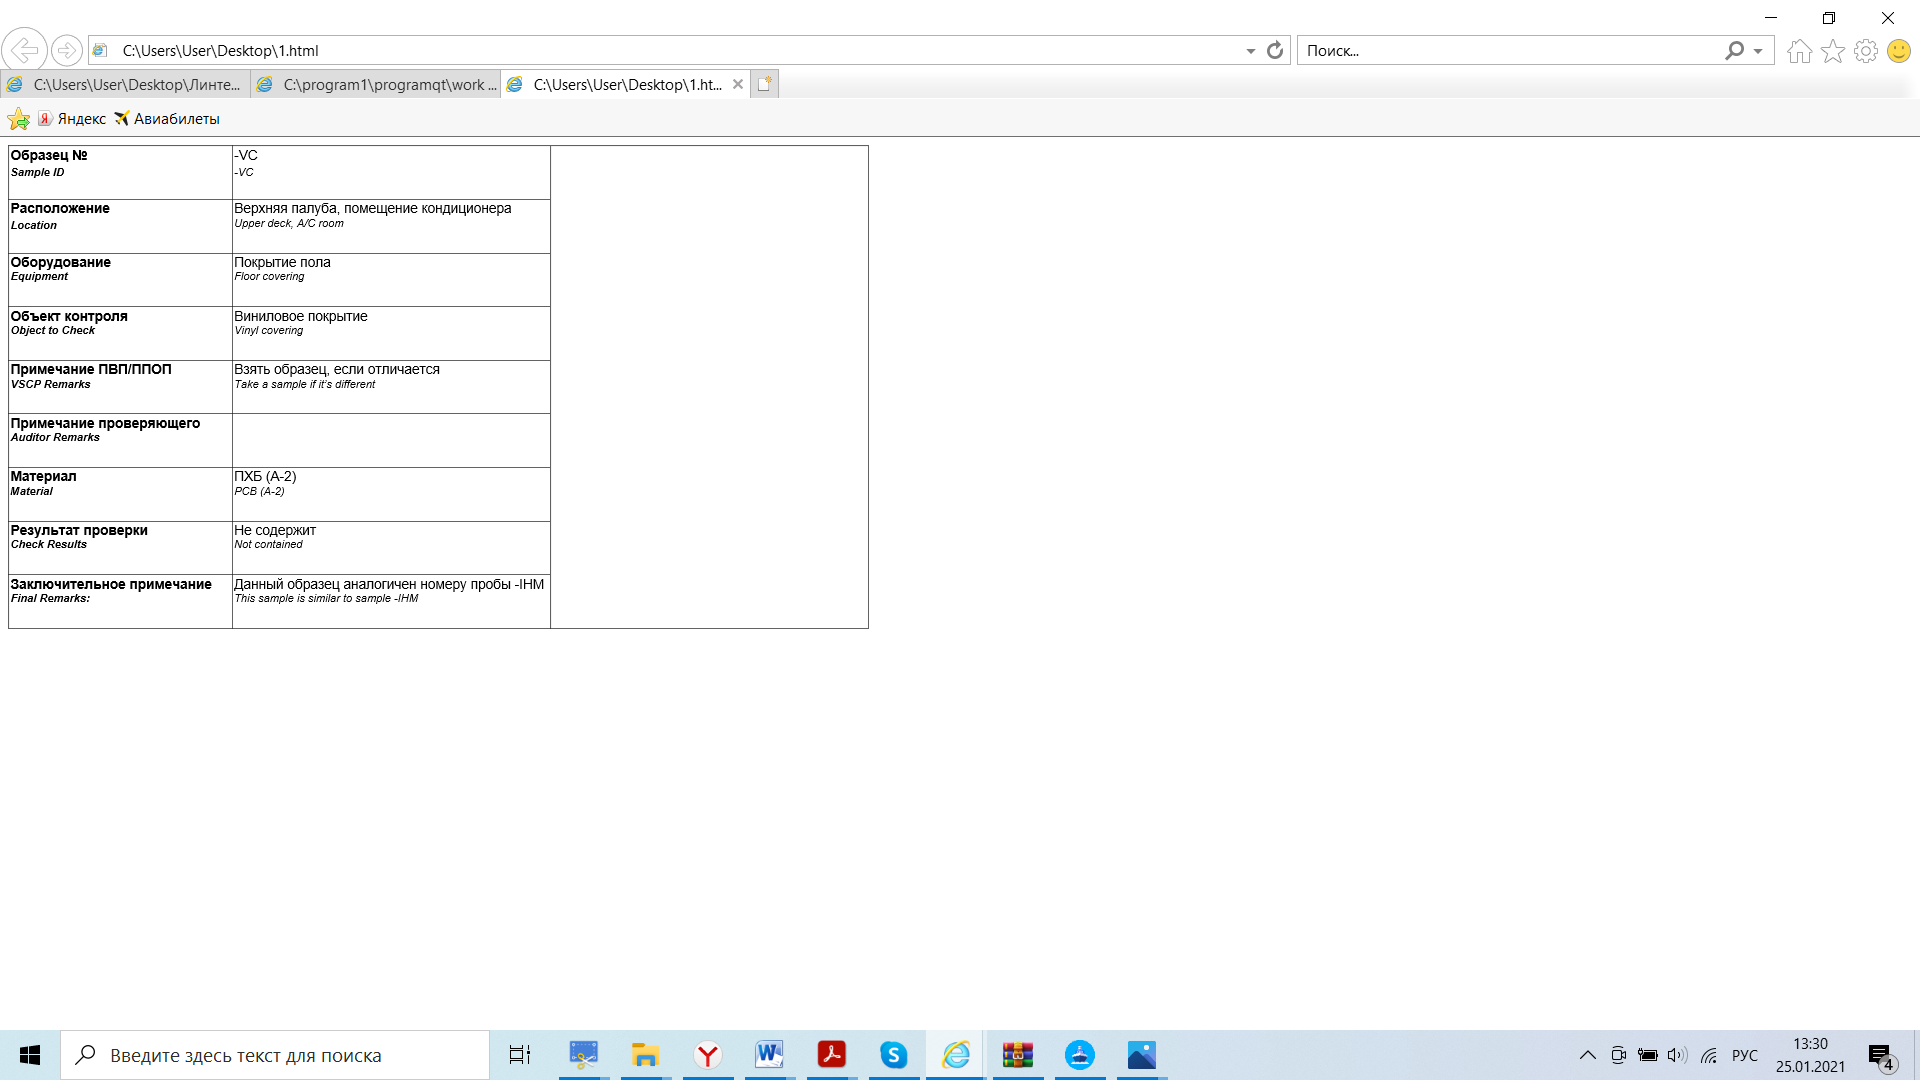 C:\Users\User\Desktop\1.html
Поиск...
C:\Users\User\Desktop\Линте...
C:\program1\programqt\work ...
C:\Users\User\Desktop\1.ht...
Яндекс
Авиабилеты
Образец №
Sample ID
-VC
-VC
Расположение
Location
Верхняя палуба, помещение кондиционера
Upper deck, A/C room
Оборудование
Equipment
Покрытие пола
Floor covering
Объект контроля
Object to Check
Виниловое покрытие
Vinyl covering
Примечание ПВП/ППОП
VSCP Remarks
Взять образец, если отличается
Take a sample if it's different
Примечание проверяющего
Auditor Remarks
Материал
Material
ПХБ (А-2)
PCB (A-2)
Результат проверки
Check Results
Не содержит
Not contained
Заключительное примечание
Final Remarks:
Данный образец аналогичен номеру пробы -IHM
This sample is similar to sample -IHM
Введите здесь текст для поиска
РУС
13:30
25.01.2021
4